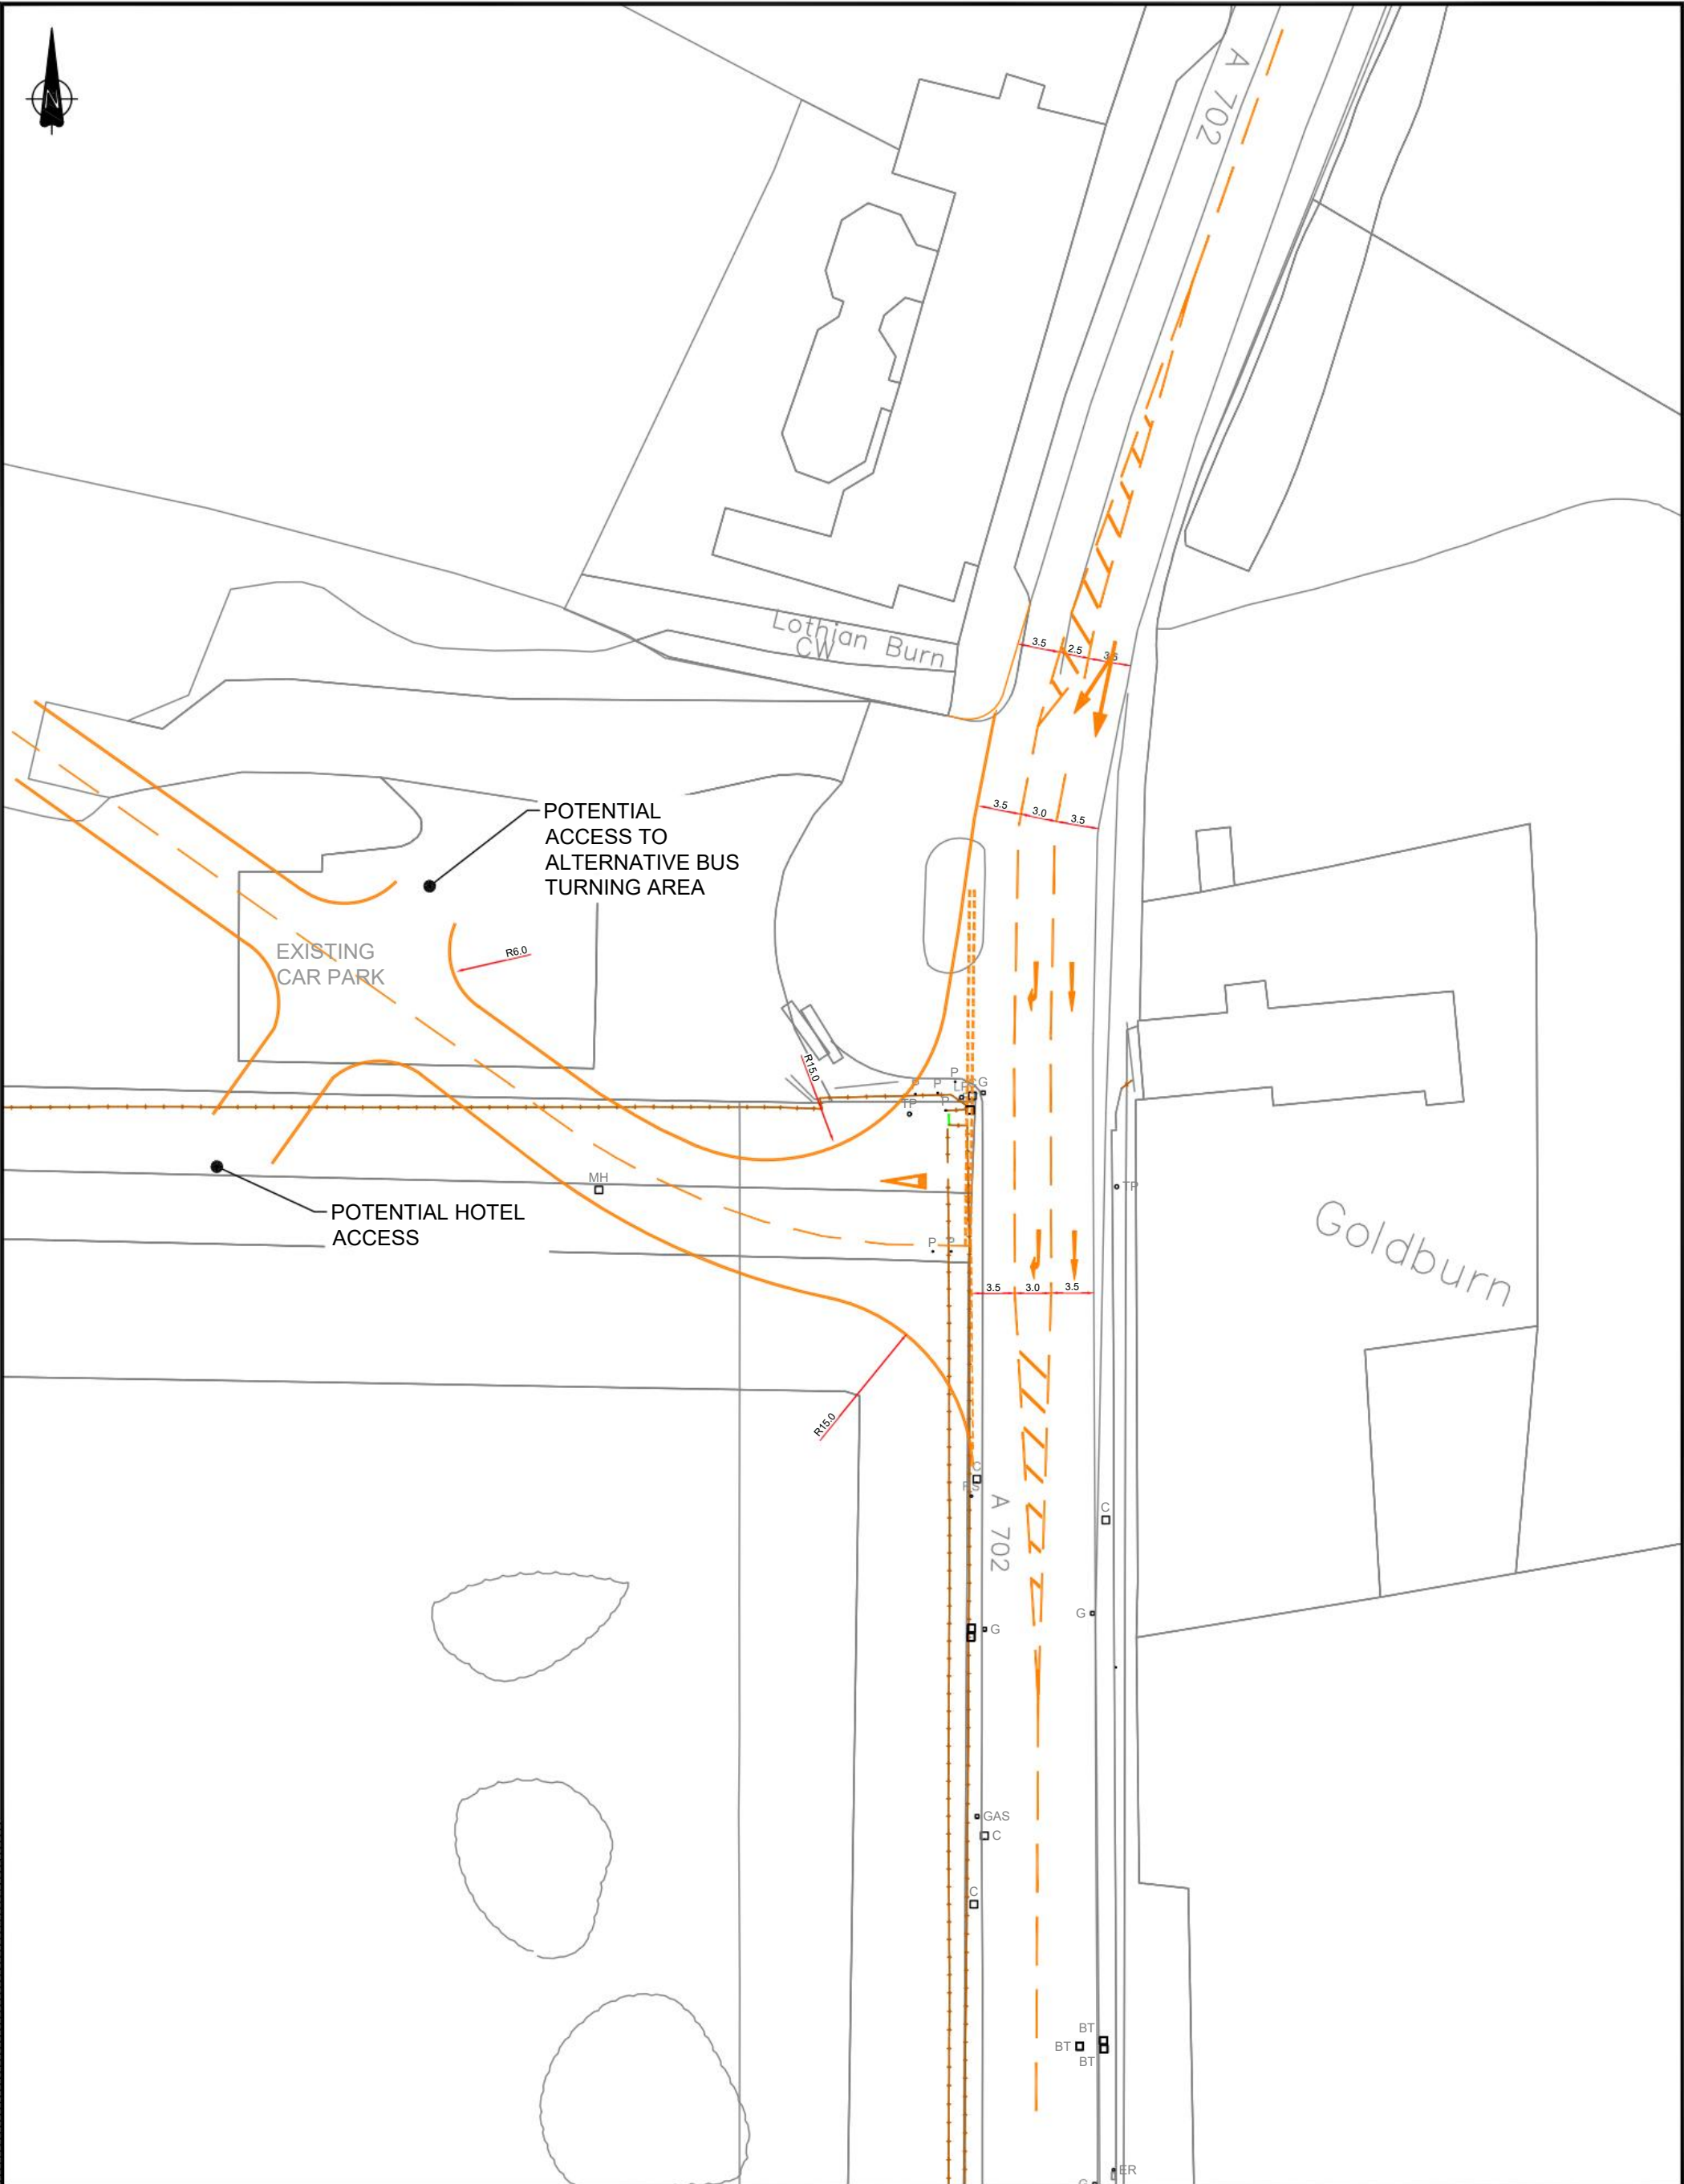 N
A 702
Lothian Burn
CW
3.5
2.5
3.5
3.5
3.0
3.5
POTENTIAL
ACCESS TO
ALTERNATIVE BUS
TURNING AREA
EXISTING
CAR PARK
R6.0
R15.0
P
P
P
LP
G
P
TP
MH
TP
POTENTIAL HOTEL
ACCESS
Goldburn
P
P
3.5
3.0
3.5
R15.0
C
A 702
C
G
G
GAS
C
C
BT
BT
BT
ER
G